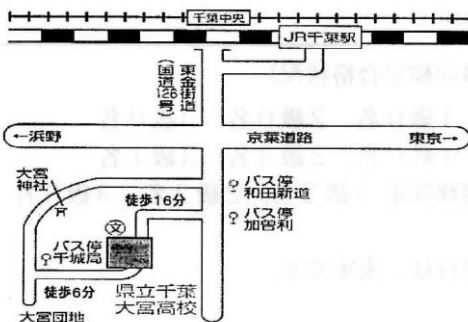 千葉中央
JR千葉駅
東金街道
(国道126号)
←浜野
京葉道路
東京→
大宮
神社
徒歩16分
バス停
和田新道
文
バス停
加曽利
バス停
千城局
徒歩6分
県立千葉
大宮高校
大宮団地